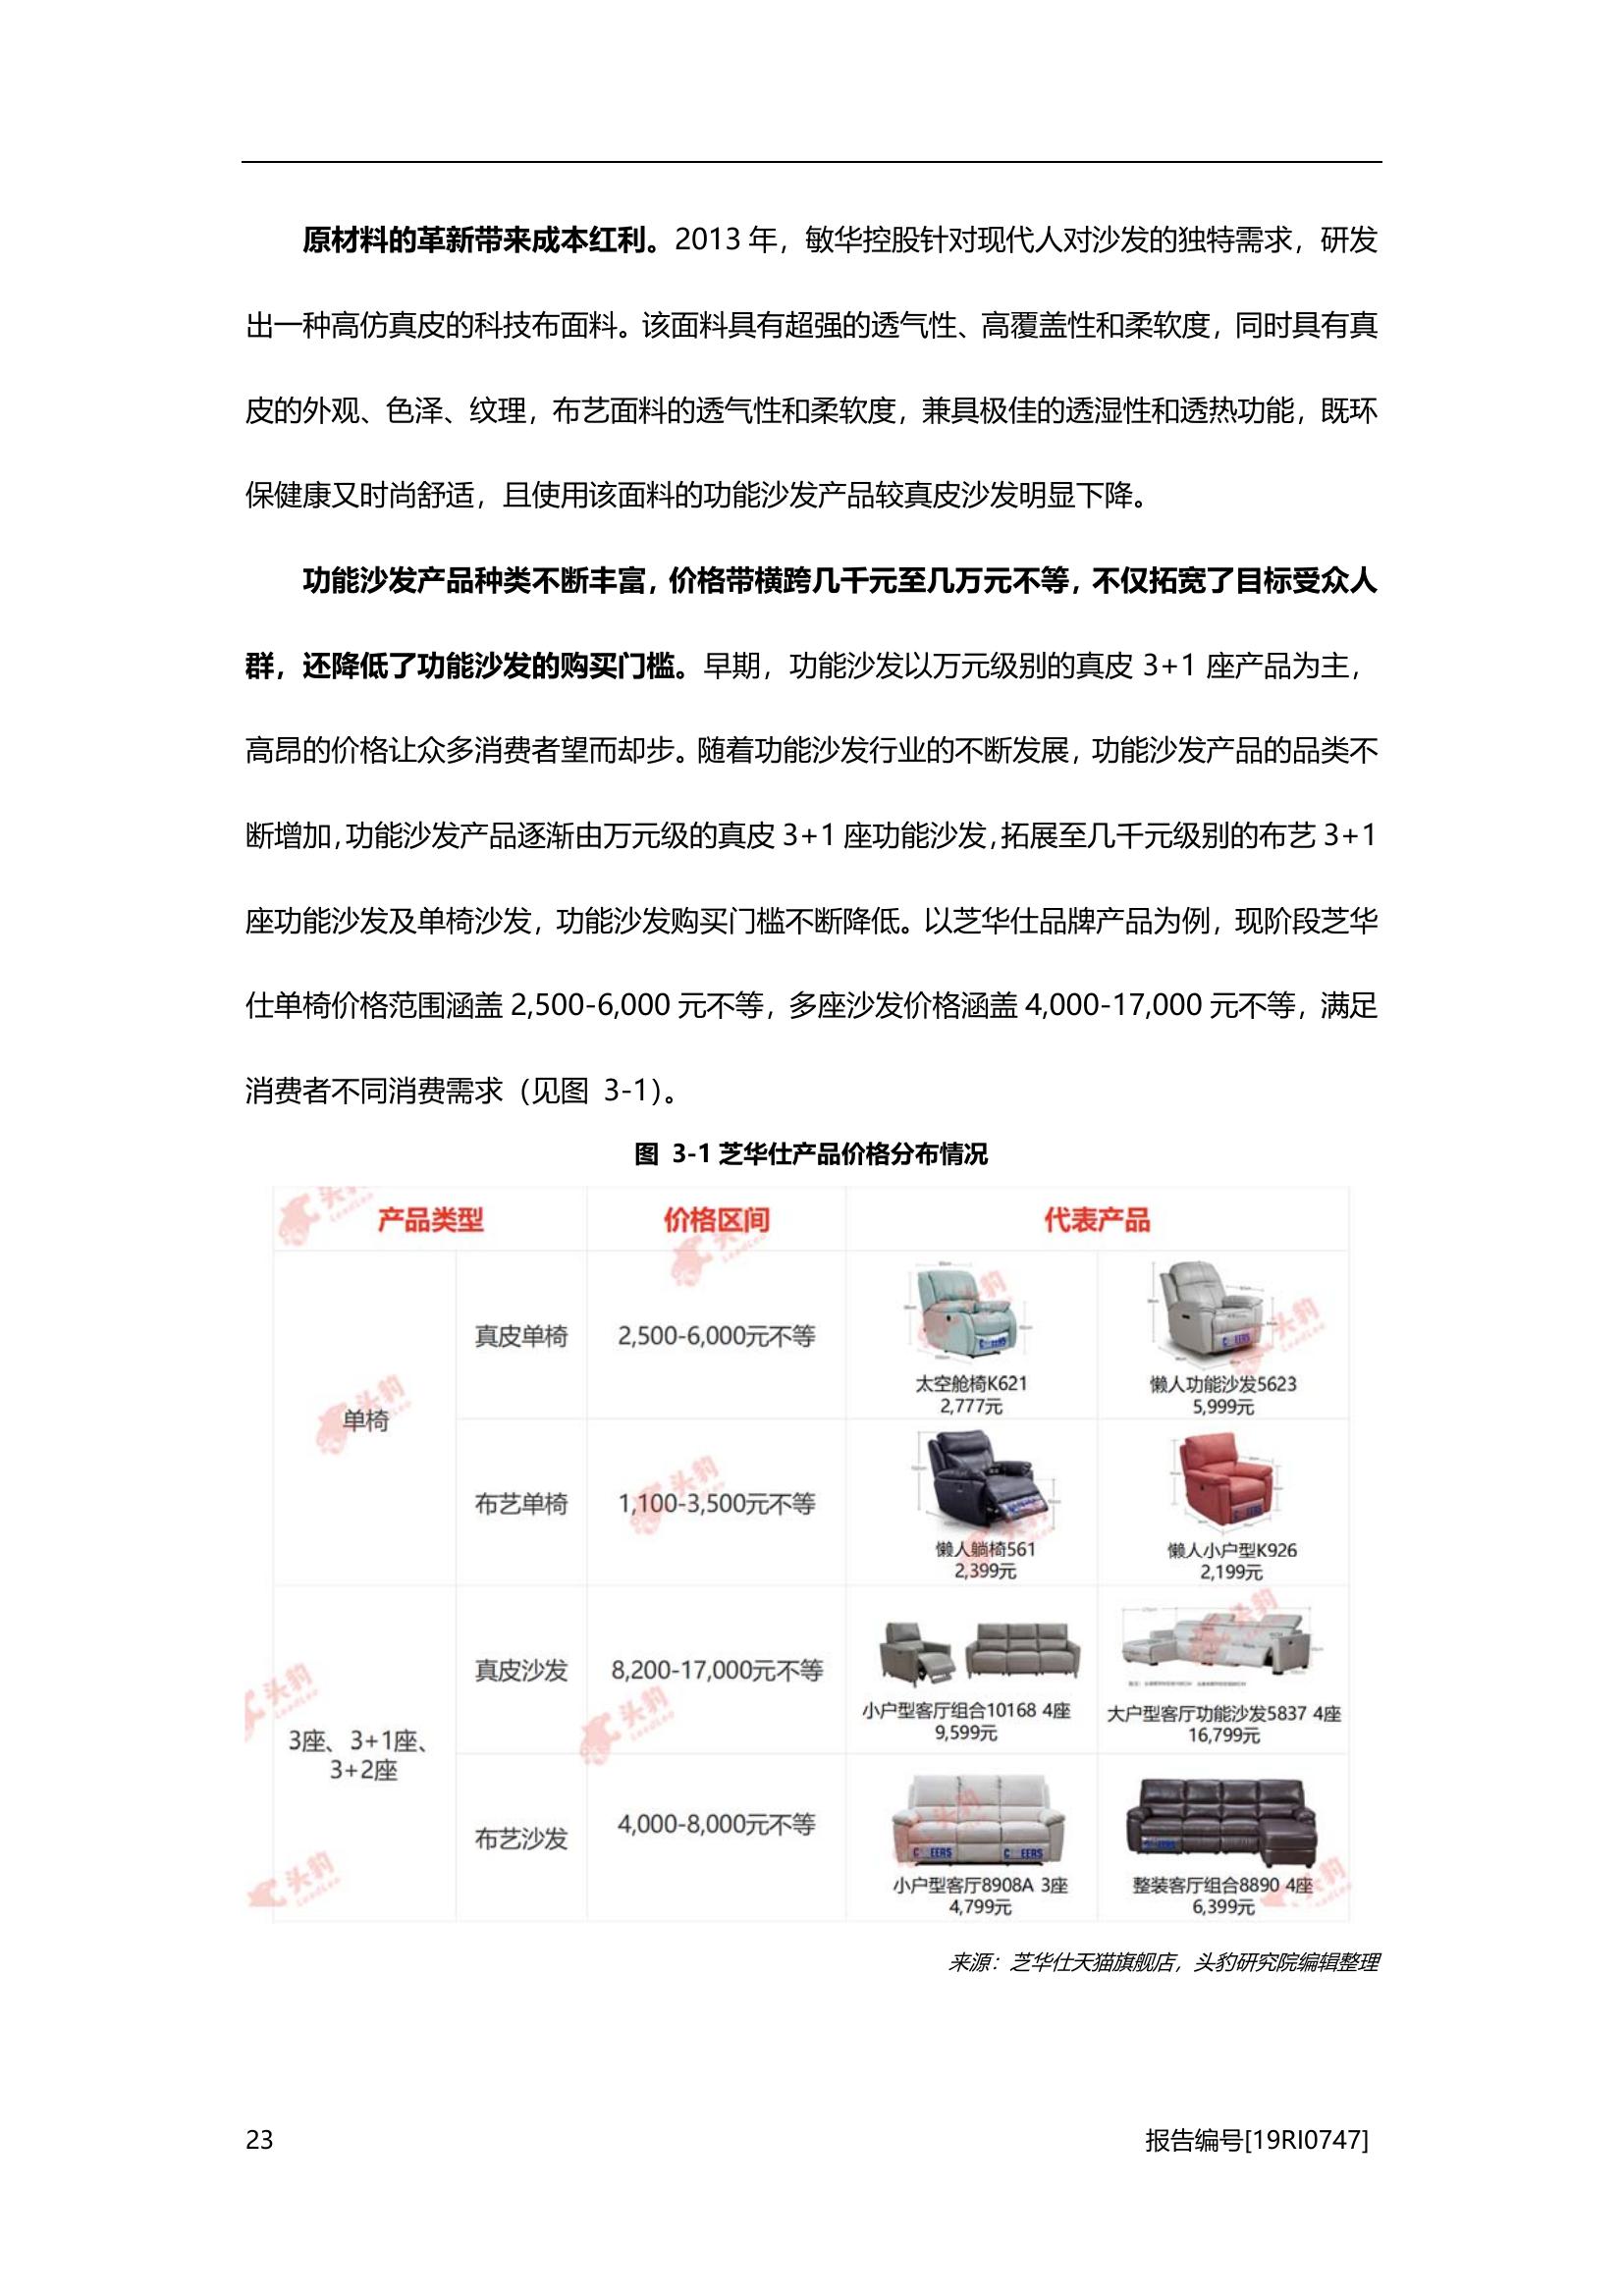 原材料的革新带来成本红利。2013 年，敏华控股针对现代人对沙发的独特需求，研发
出一种高仿真皮的科技布面料。该面料具有超强的透气性、高覆盖性和柔软度，同时具有真
皮的外观、色泽、纹理，布艺面料的透气性和柔软度，兼具极佳的透湿性和透热功能，既环
保健康又时尚舒适，且使用该面料的功能沙发产品较真皮沙发明显下降。
功能沙发产品种类不断丰富，价格带横跨几千元至几万元不等，不仅拓宽了目标受众人
群，还降低了功能沙发的购买门槛。早期，功能沙发以万元级别的真皮 3+1 座产品为主，
高昂的价格让众多消费者望而却步。随着功能沙发行业的不断发展，功能沙发产品的品类不
断增加，功能沙发产品逐渐由万元级的真皮 3+1 座功能沙发，拓展至几千元级别的布艺 3+1
座功能沙发及单椅沙发，功能沙发购买门槛不断降低。以芝华仕品牌产品为例，现阶段芝华
仕单椅价格范围涵盖 2,500-6,000 元不等，多座沙发价格涵盖 4,000-17,000 元不等，满足
消费者不同消费需求（见图 3-1）。
图 3-1 芝华仕产品价格分布情况
产品类型 价格区间 代表产品
单椅
真皮单椅 2,500-6,000元不等
太空舱椅K621 懒人功能沙发5623
2,777元 5,999元
布艺单椅 1,100-3,500元不等
懒人躺椅561 懒人小户型K926
2,399元 2,199元
3座、3+1座、
3+2座
真皮沙发 8,200-17,000元不等
小户型客厅组合10168 4座 大户型客厅功能沙发5837 4座
9,599元 16,799元
布艺沙发 4,000-8,000元不等
小户型客厅8908A 3座 整装客厅组合8890 4座
4,799元 6,399元
来源：芝华仕天猫旗舰店，头豹研究院编辑整理
23 报告编号[19RI0747]